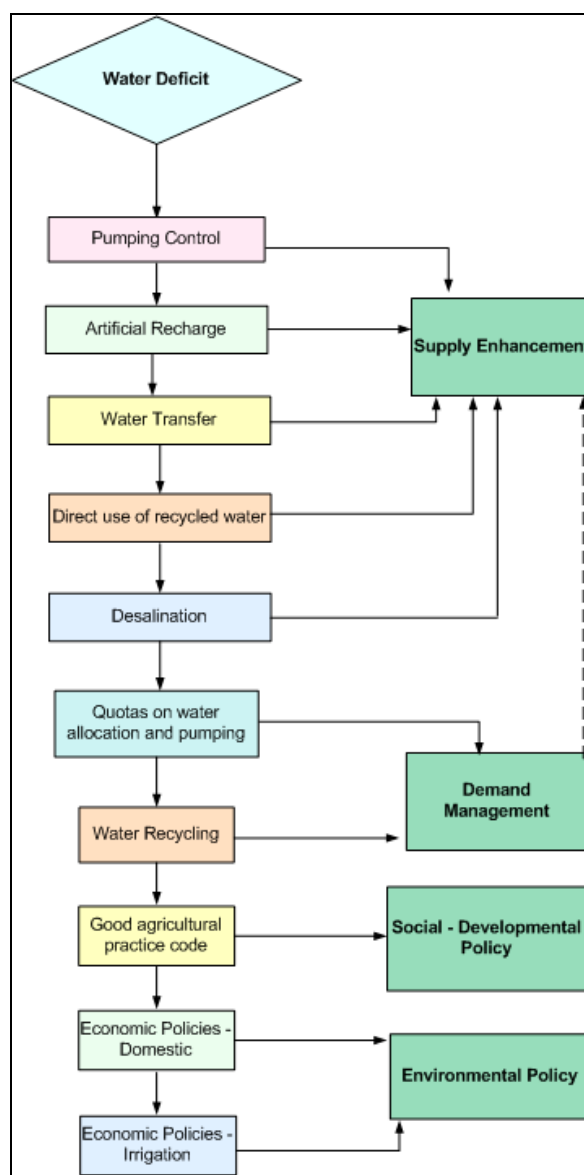 Water Deficit
Pumping Control
Artificial Recharge
Supply Enhancement
Water Transfer
Direct use of recycled water
Desalination
Quotas on water
allocation and pumping
Demand
Management
Water Recycling
Good agricultural
practice code
Social - Developmental
Policy
Economic Policies -
Domestic
Environmental Policy
Economic Policies -
Irrigation